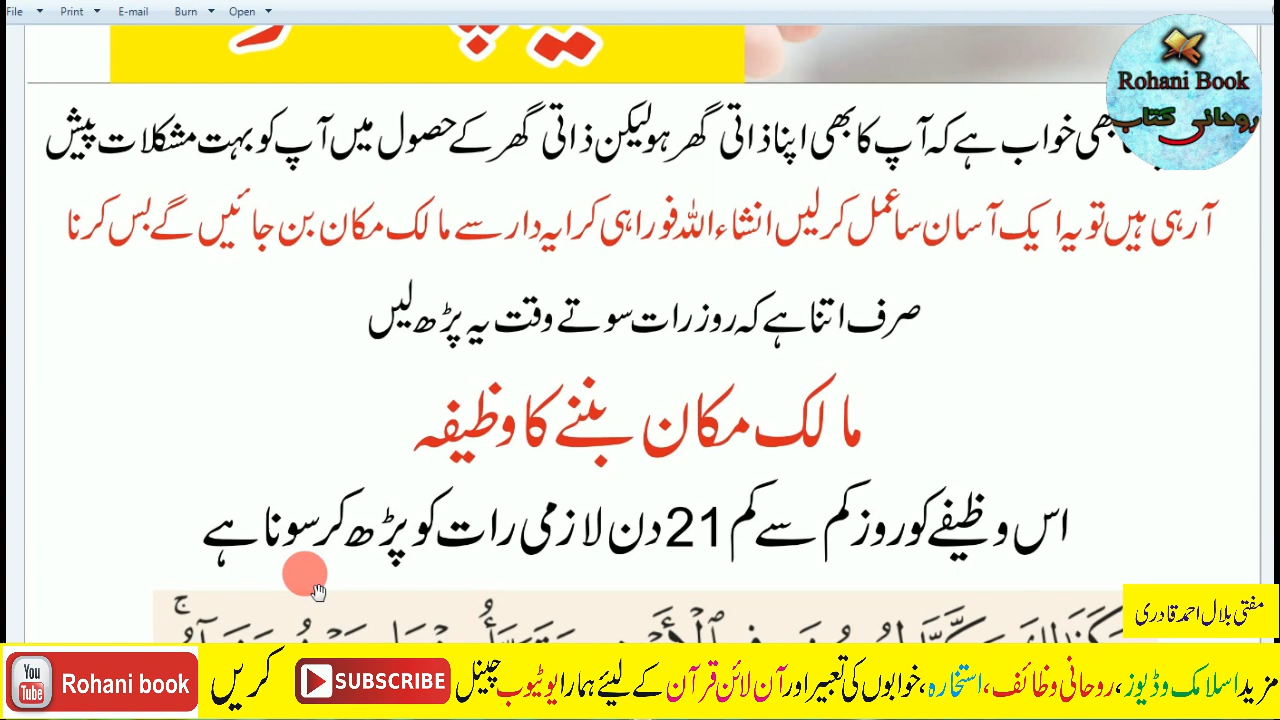 File Print E-mail Burn Open
Rohani Book
روحانی کتاب
بھی خواب ہے کہ آپ کا بھی اپنا ذاتی گھر ہو لیکن ذاتی گھر کے حصول میں آپ کو بہت مشکلات پیش
آ رہی ہیں تو یہ ایک آسان سا عمل کرلیں انشاءاللہ فورا ہی کرایہ دار سے مالک مکان بن جائیں گے بس کرنا
صرف اتنا ہے کہ روز رات سوتے وقت یہ پڑھ لیں
مالک مکان بننے کا وظیفہ
اس وظیفے کو روز کم سے کم 21 دن لازمی رات کو پڑھ کر سونا ہے
مفتی بلال احمد قادری
مزید اسلامک وڈیوز، روحانی وظائف، استخارہ، خوابوں کی تعبیر اور آن لائن قرآن کے لیئے ہمارا یوٹیوب چینل SUBSCRIBE کریں
You Tube Rohani book